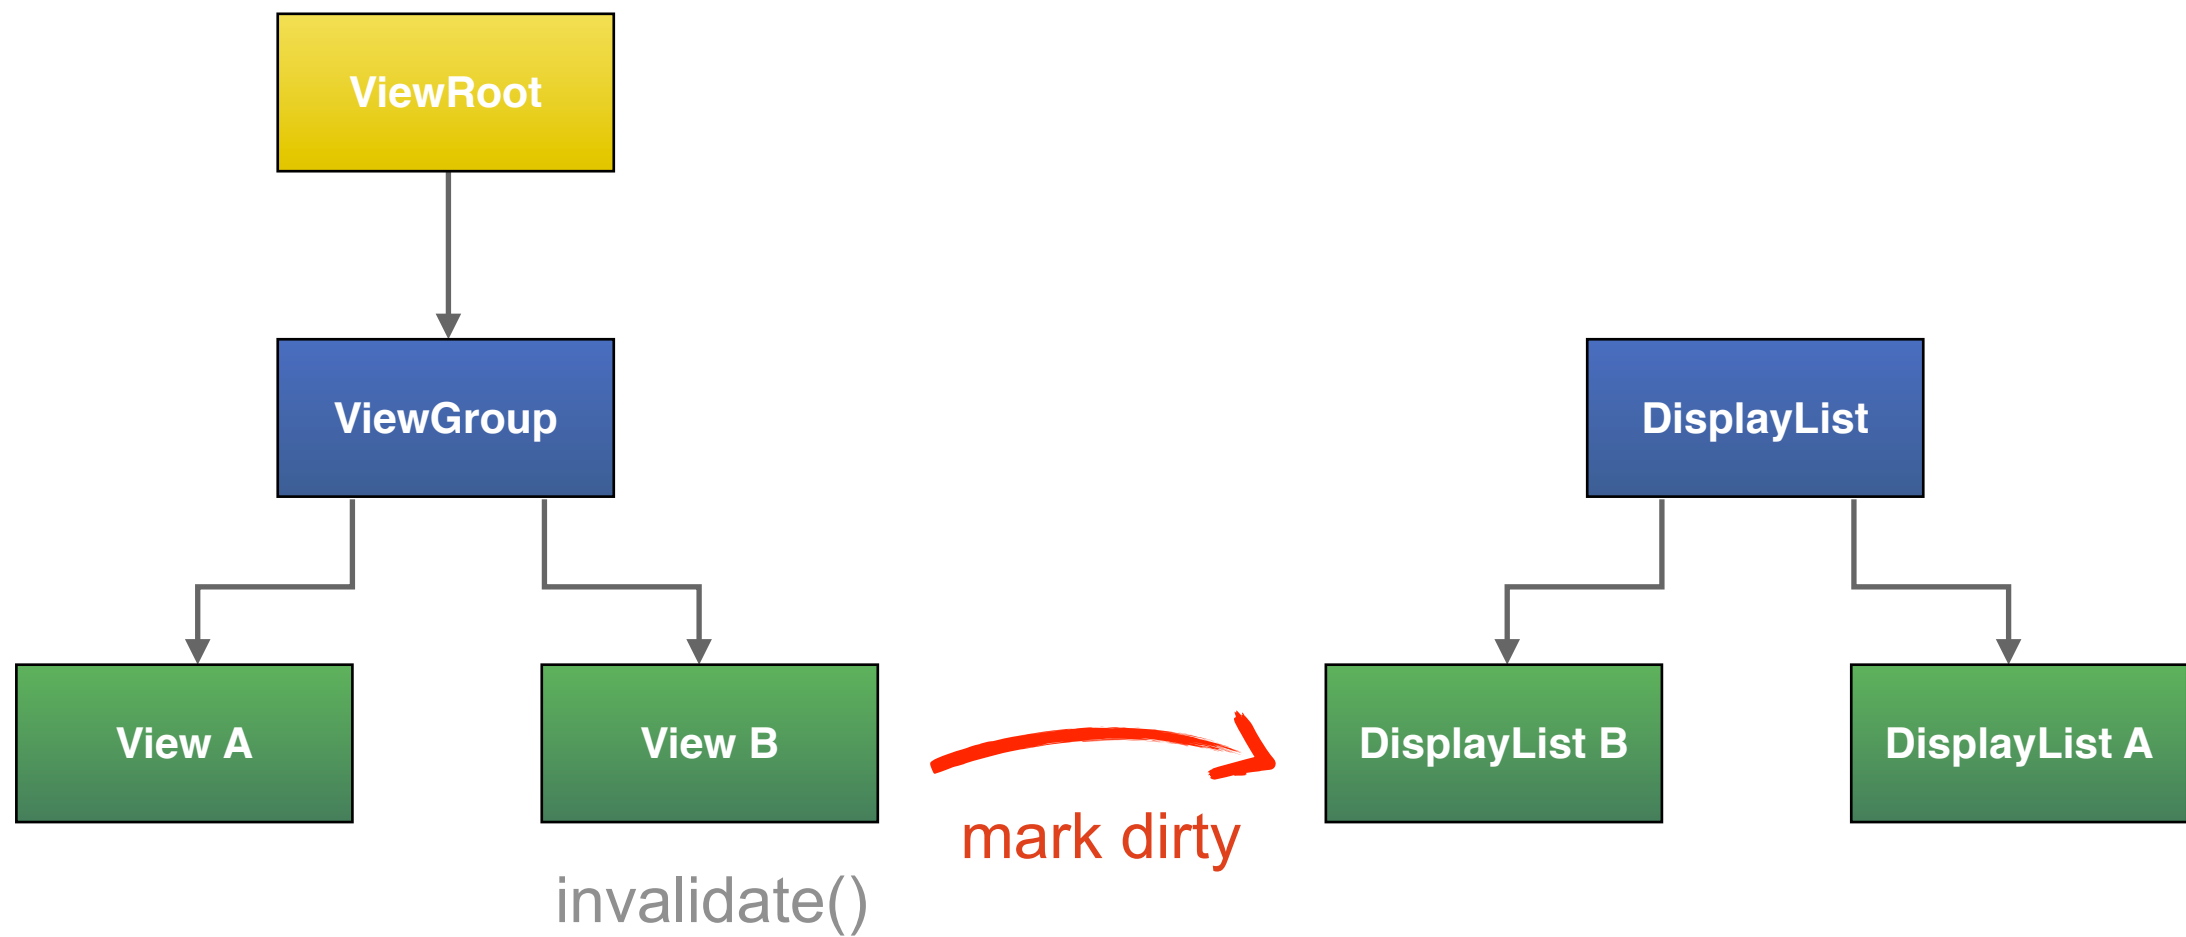 ViewRoot
ViewGroup
DisplayList
View A
View B
DisplayList B
DisplayList A
mark dirty
invalidate()